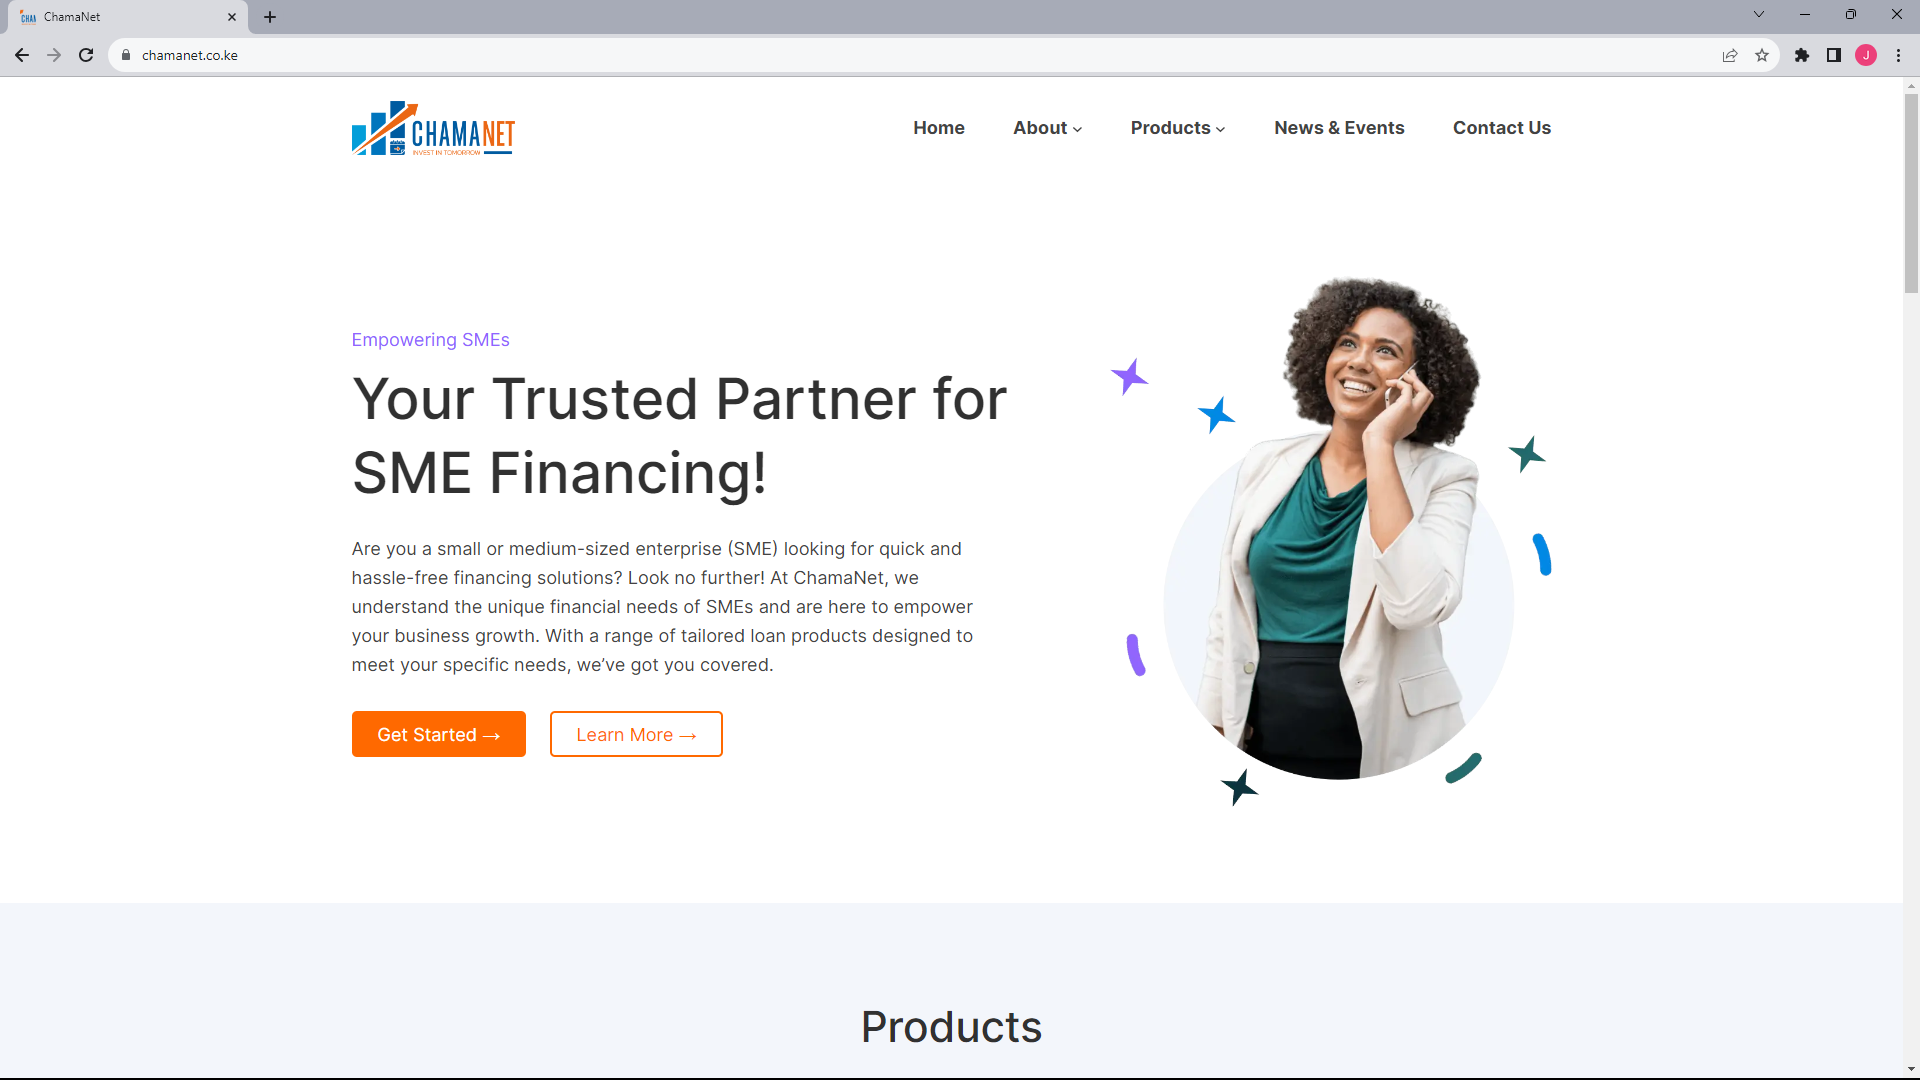 ChamaNet
chamanet.co.ke
J
CHAMANET
INVEST IN TOMORROW
Home
About
Products
News & Events
Contact Us
Empowering SMEs
Your Trusted Partner for
SME Financing!
Are you a small or medium-sized enterprise (SME) looking for quick and
hassle-free financing solutions? Look no further! At ChamaNet, we
understand the unique financial needs of SMEs and are here to empower
your business growth. With a range of tailored loan products designed to
meet your specific needs, we’ve got you covered.
Get Started →
Learn More →
Products